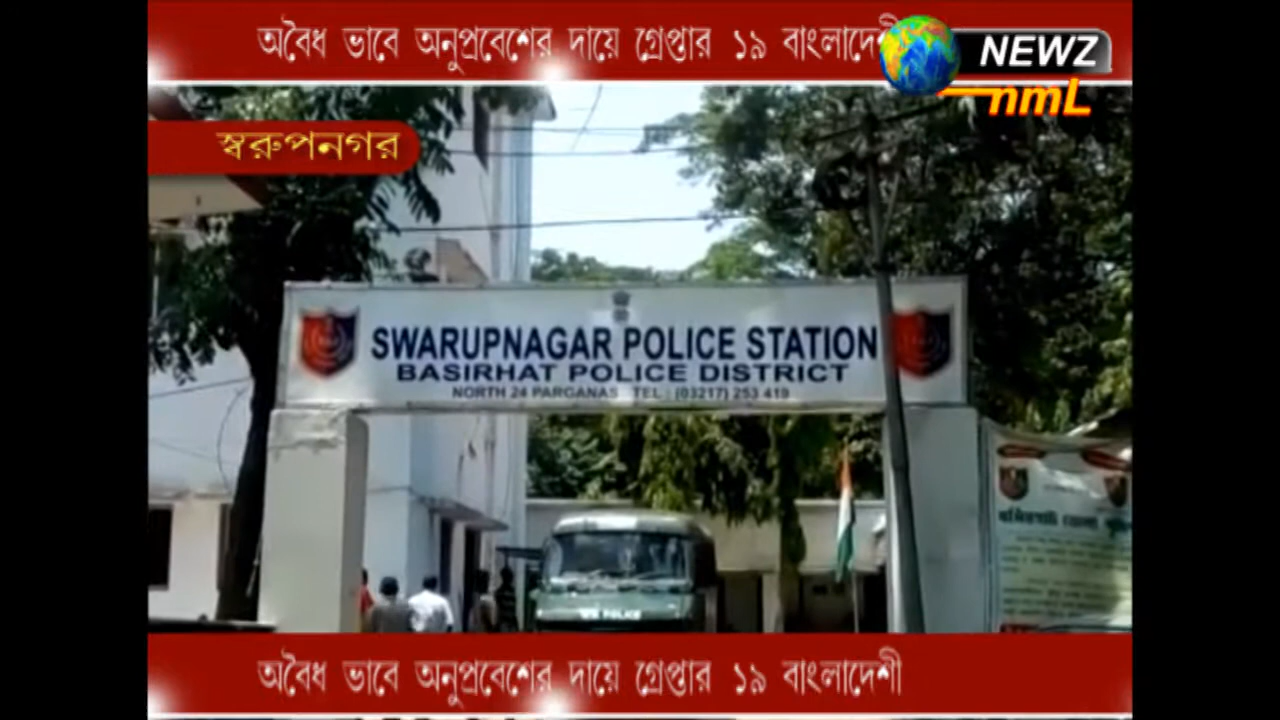 অবৈধ ভাবে অনুপ্রবেশের দায়ে গ্রেপ্তার ১৯ বাংলাদেশী
NEWZ
nmL
স্বরুপনগর
SWARUPNAGAR POLICE STATION
BASIRHAT POLICE DISTRICT
NORTH 24 PARGANAS TEL : (03217) 253 419
POLICE
অবৈধ ভাবে অনুপ্রবেশের দায়ে গ্রেপ্তার ১৯ বাংলাদেশী